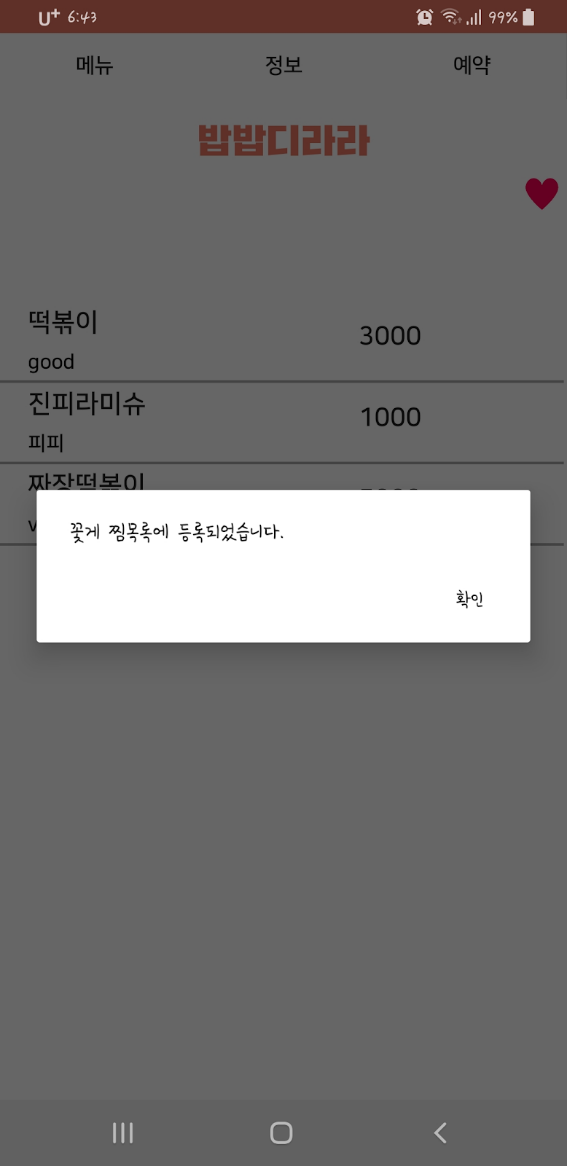 U+ 6:43 99%
메뉴 정보 예약
밥밥디라라
떡볶이 3000
good
진피라미슈 1000
피피
짜장떡볶이
꽃게 찜목록에 등록되었습니다.
확인